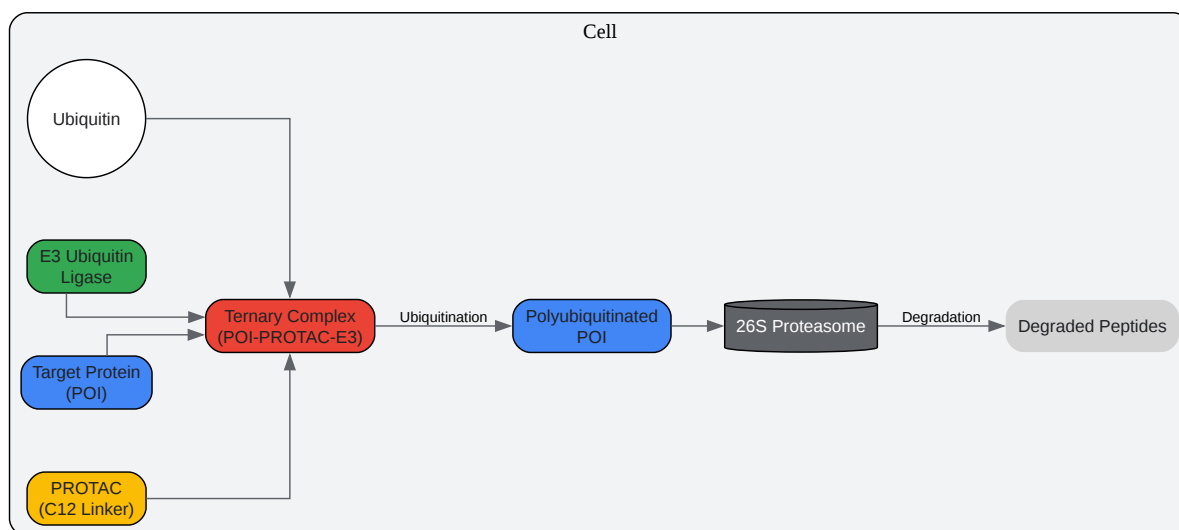 Cell
Ubiquitin
E3 Ubiquitin
Ligase
Target Protein
(POI)
PROTAC
(C12 Linker)
Ternary Complex
(POI-PROTAC-E3)
Ubiquitination
Polyubiquitinated
POI
26S Proteasome
Degradation
Degraded Peptides